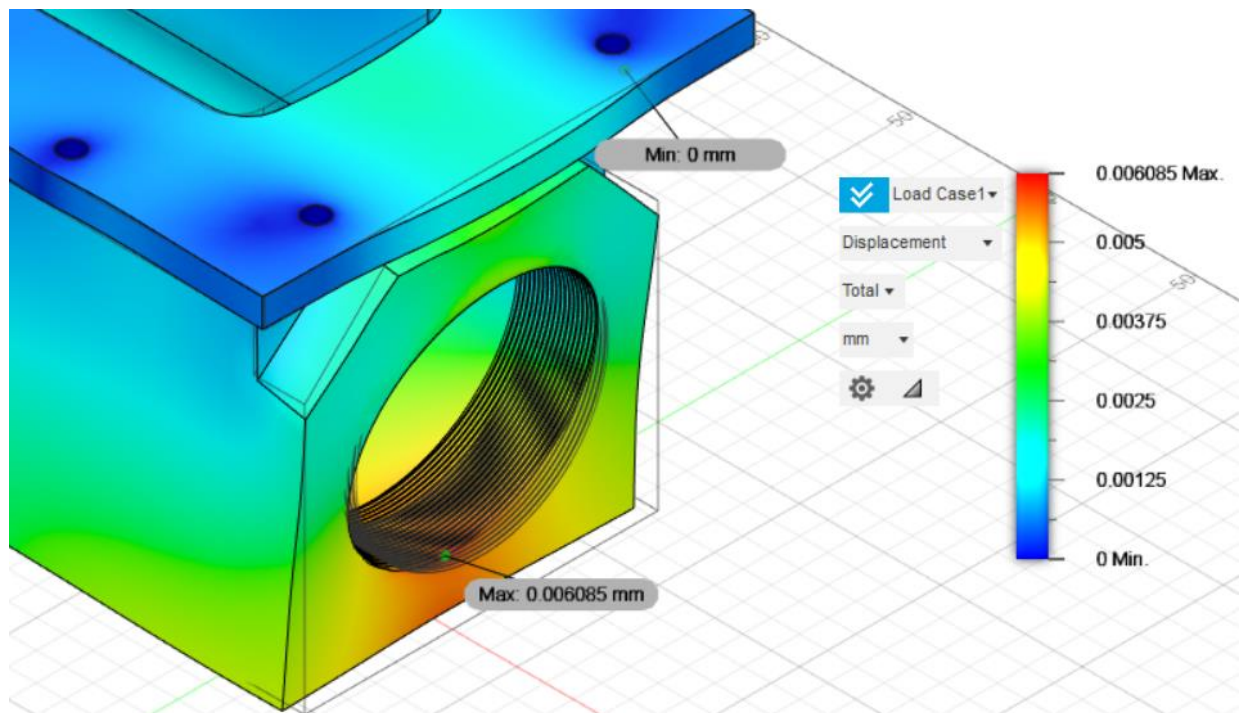 50
50
Min: 0 mm
Max: 0.006085 mm
Load Case1
Displacement
Total
mm
0.006085 Max.
0.005
0.00375
0.0025
0.00125
0 Min.